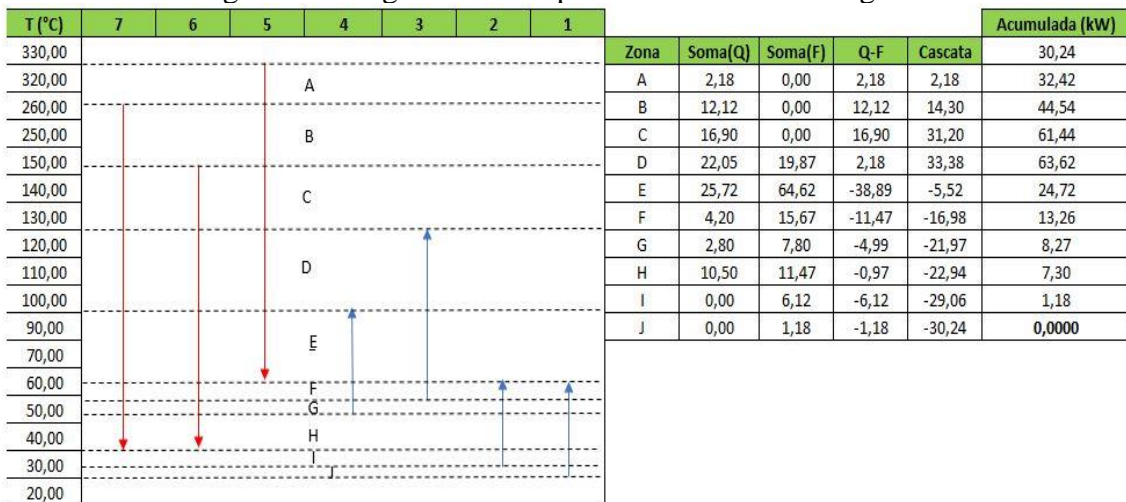 T (°C) 7 6 5 4 3 2 1
330,00
320,00
260,00
250,00
150,00
140,00
130,00
120,00
110,00
100,00
90,00
70,00
60,00
50,00
40,00
30,00
20,00
A
B
C
D
E
F
G
H
I
J
Acumulada (kW)
Zona Soma(Q) Soma(F) Q-F Cascata 30,24
A 2,18 0,00 2,18 2,18 32,42
B 12,12 0,00 12,12 14,30 44,54
C 16,90 0,00 16,90 31,20 61,44
D 22,05 19,87 2,18 33,38 63,62
E 25,72 64,62 -38,89 -5,52 24,72
F 4,20 15,67 -11,47 -16,98 13,26
G 2,80 7,80 -4,99 -21,97 8,27
H 10,50 11,47 -0,97 -22,94 7,30
I 0,00 6,12 -6,12 -29,06 1,18
J 0,00 1,18 -1,18 -30,24 0,0000